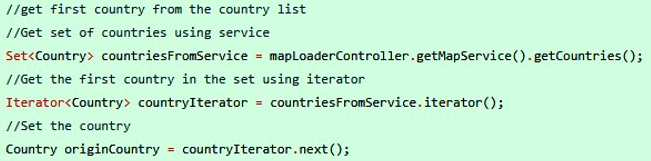 //get first country from the country list
//Get set of countries using service
Set<Country> countriesFromService = mapLoaderController.getMapService().getCountries();
//Get the first country in the set using iterator
Iterator<Country> countryIterator = countriesFromService.iterator();
//Set the country
Country originCountry = countryIterator.next();